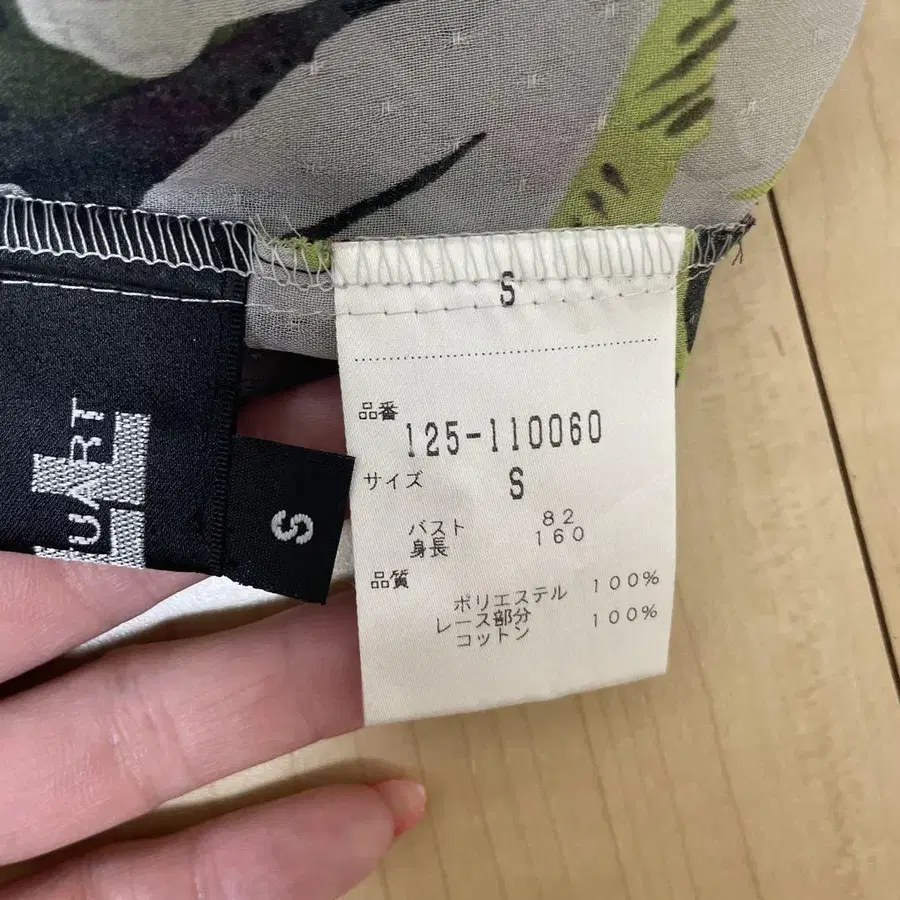 S
品番
125-110060
サイズ
S
バスト 82
身長 160
品質
ポリエステル 100%
レース部分
コットン 100%
S